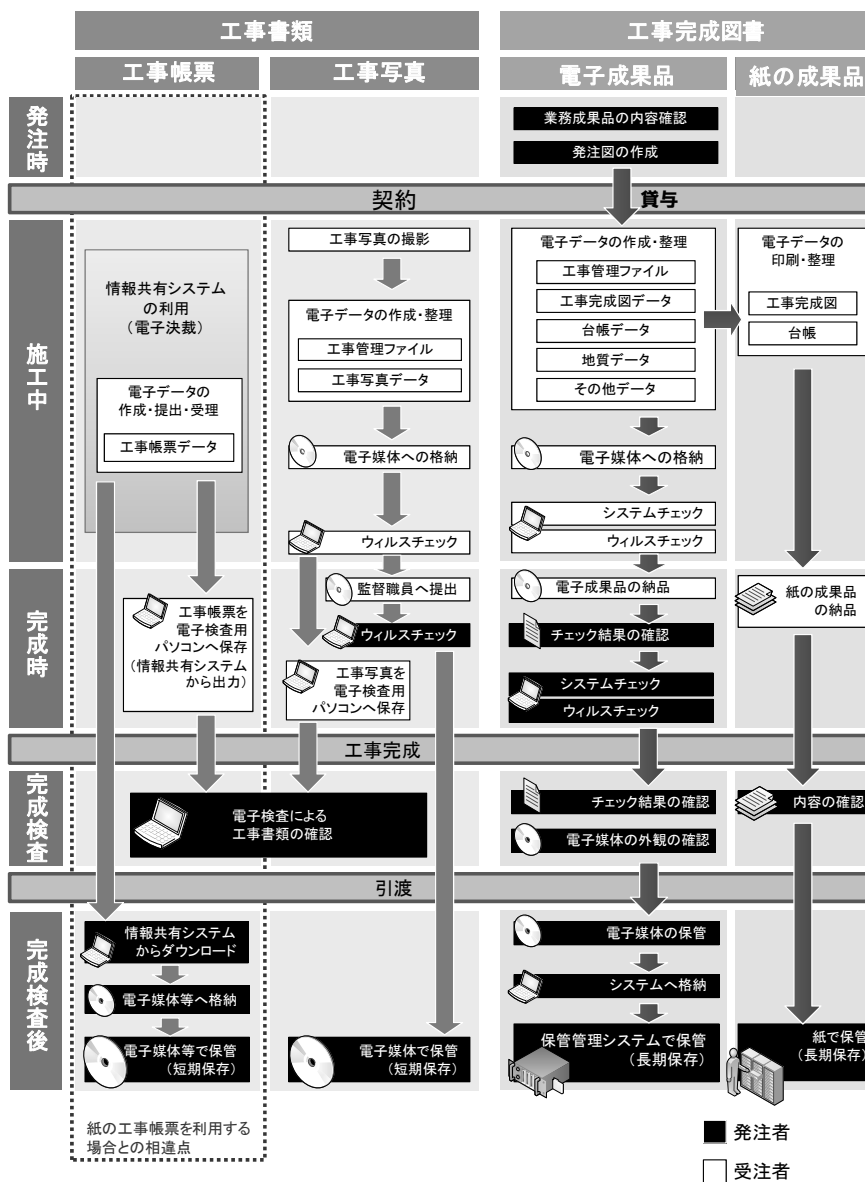 工事書類
工事完成図書
工事帳票
工事写真
電子成果品
紙の成果品
発注時
業務成果品の内容確認
発注図の作成
契約
貸与
施工中
情報共有システム
の利用
（電子決裁）
電子データの
作成・提出・受理
工事帳票データ
工事写真の撮影
電子データの作成・整理
工事管理ファイル
工事写真データ
電子媒体への格納
ウィルスチェック
電子データの作成・整理
工事管理ファイル
工事完成図データ
台帳データ
地質データ
その他データ
電子媒体への格納
システムチェック
ウィルスチェック
電子データの
印刷・整理
工事完成図
台帳
完成時
工事帳票を
電子検査用
パソコンへ保存
（情報共有システム
から出力）
監督職員へ提出
ウィルスチェック
工事写真を
電子検査用
パソコンへ保存
電子成果品の納品
チェック結果の確認
システムチェック
ウィルスチェック
紙の成果品
の納品
工事完成
完成検査
電子検査による
工事書類の確認
チェック結果の確認
電子媒体の外観の確認
内容の確認
引渡
完成検査後
情報共有システム
からダウンロード
電子媒体等へ格納
電子媒体等で保管
（短期保存）
電子媒体で保管
（短期保存）
電子媒体の保管
システムへ格納
保管管理システムで保管
（長期保存）
紙で保管
（長期保存）
紙の工事帳票を利用する
場合との相違点
発注者
受注者